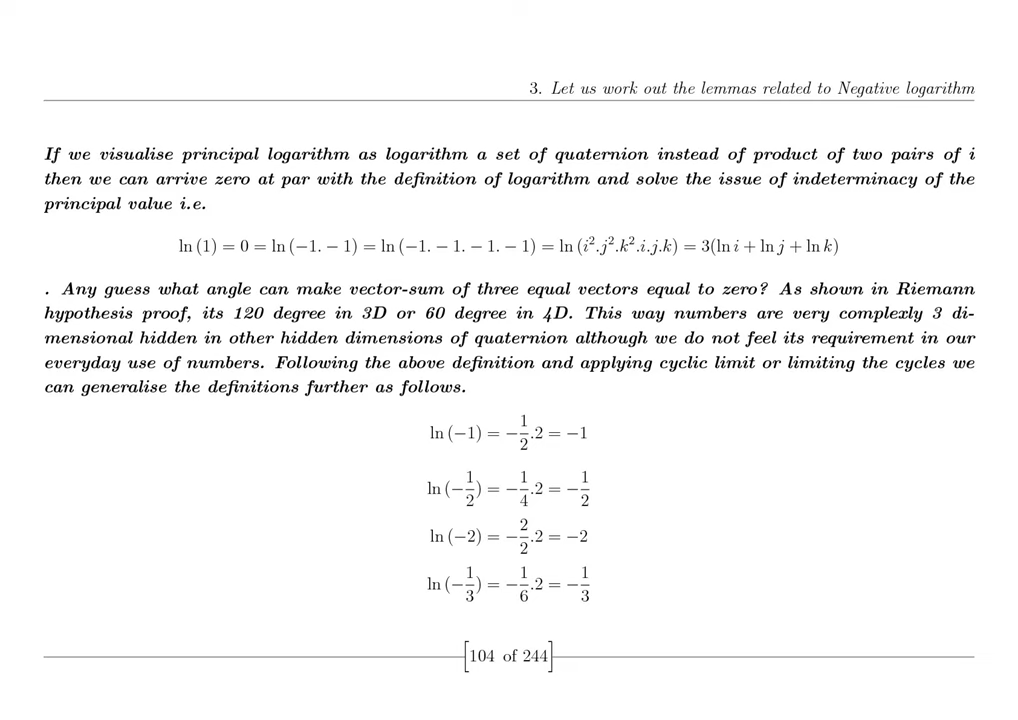 3. Let us work out the lemmas related to Negative logarithm
If we visualise principal logarithm as logarithm a set of quaternion instead of product of two pairs of i
then we can arrive zero at par with the definition of logarithm and solve the issue of indeterminacy of the
principal value i.e.
ln (1) = 0 = ln (−1. − 1) = ln (−1. − 1. − 1. − 1) = ln (i².j².k².i.j.k) = 3(ln i + ln j + ln k)
. Any guess what angle can make vector-sum of three equal vectors equal to zero? As shown in Riemann
hypothesis proof, its 120 degree in 3D or 60 degree in 4D. This way numbers are very complexly 3 di-
mensional hidden in other hidden dimensions of quaternion although we do not feel its requirement in our
everyday use of numbers. Following the above definition and applying cyclic limit or limiting the cycles we
can generalise the definitions further as follows.
ln (−1) = −1/2.2 = −1
ln (−1/2) = −1/4.2 = −1/2
ln (−2) = −2/2.2 = −2
ln (−1/3) = −1/6.2 = −1/3
[104 of 244]